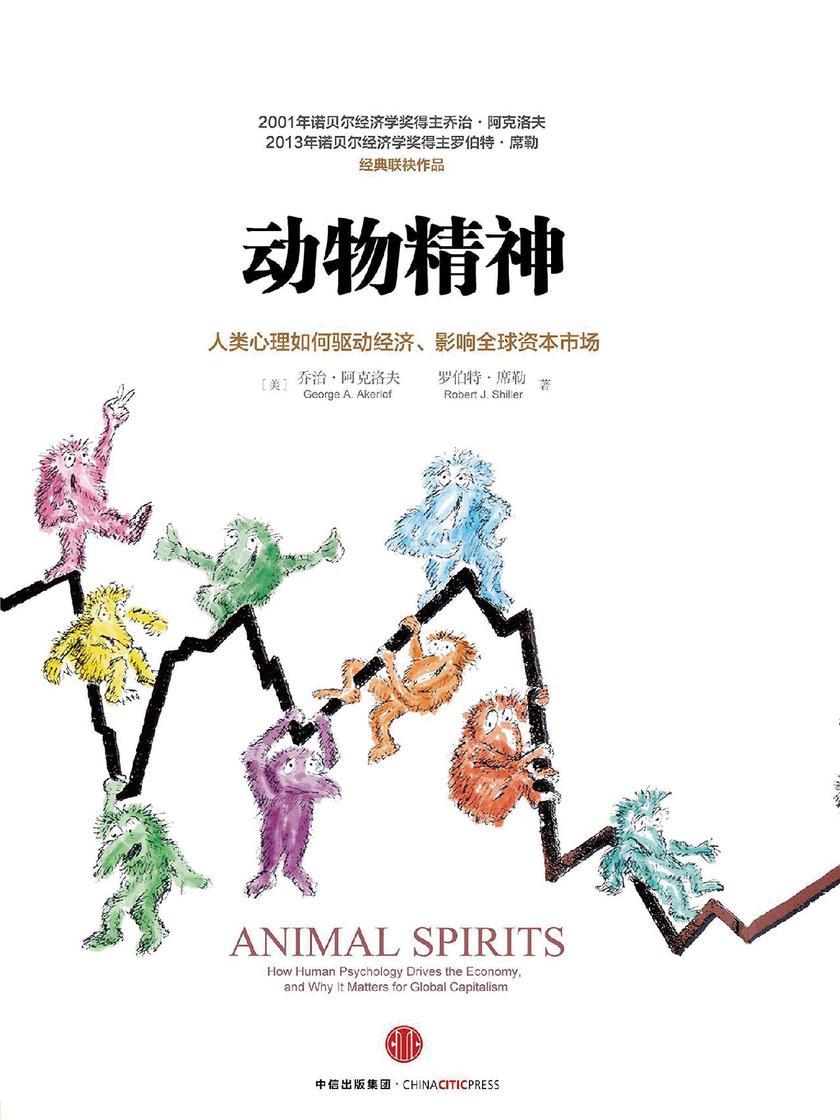 2001年诺贝尔经济学奖得主乔治·阿克洛夫
2013年诺贝尔经济学奖得主罗伯特·席勒
经典联袂作品
动物精神
人类心理如何驱动经济、影响全球资本市场
[美] 乔治·阿克洛夫 罗伯特·席勒 著
George A. Akerlof Robert J. Shiller
ANIMAL SPIRITS
How Human Psychology Drives the Economy,
and Why It Matters for Global Capitalism
中信出版集团·CHINACITICPRESS